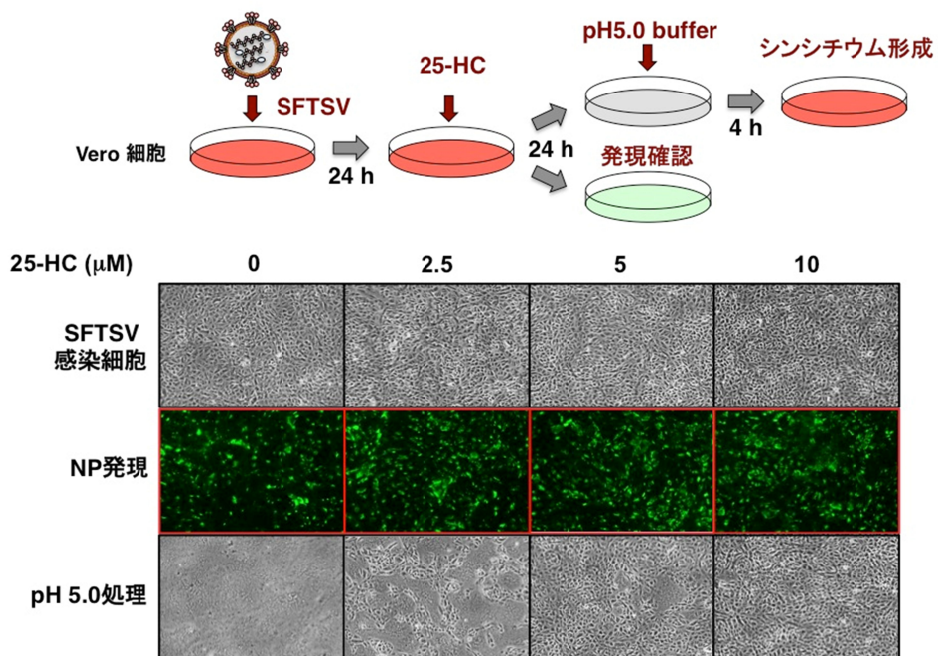 pH5.0 buffer
シンシチウム形成
25-HC
SFTSV
Vero 細胞
24 h
24 h
4 h
発現確認
25-HC (μM) 0 2.5 5 10
SFTSV
感染細胞
NP発現
pH 5.0処理